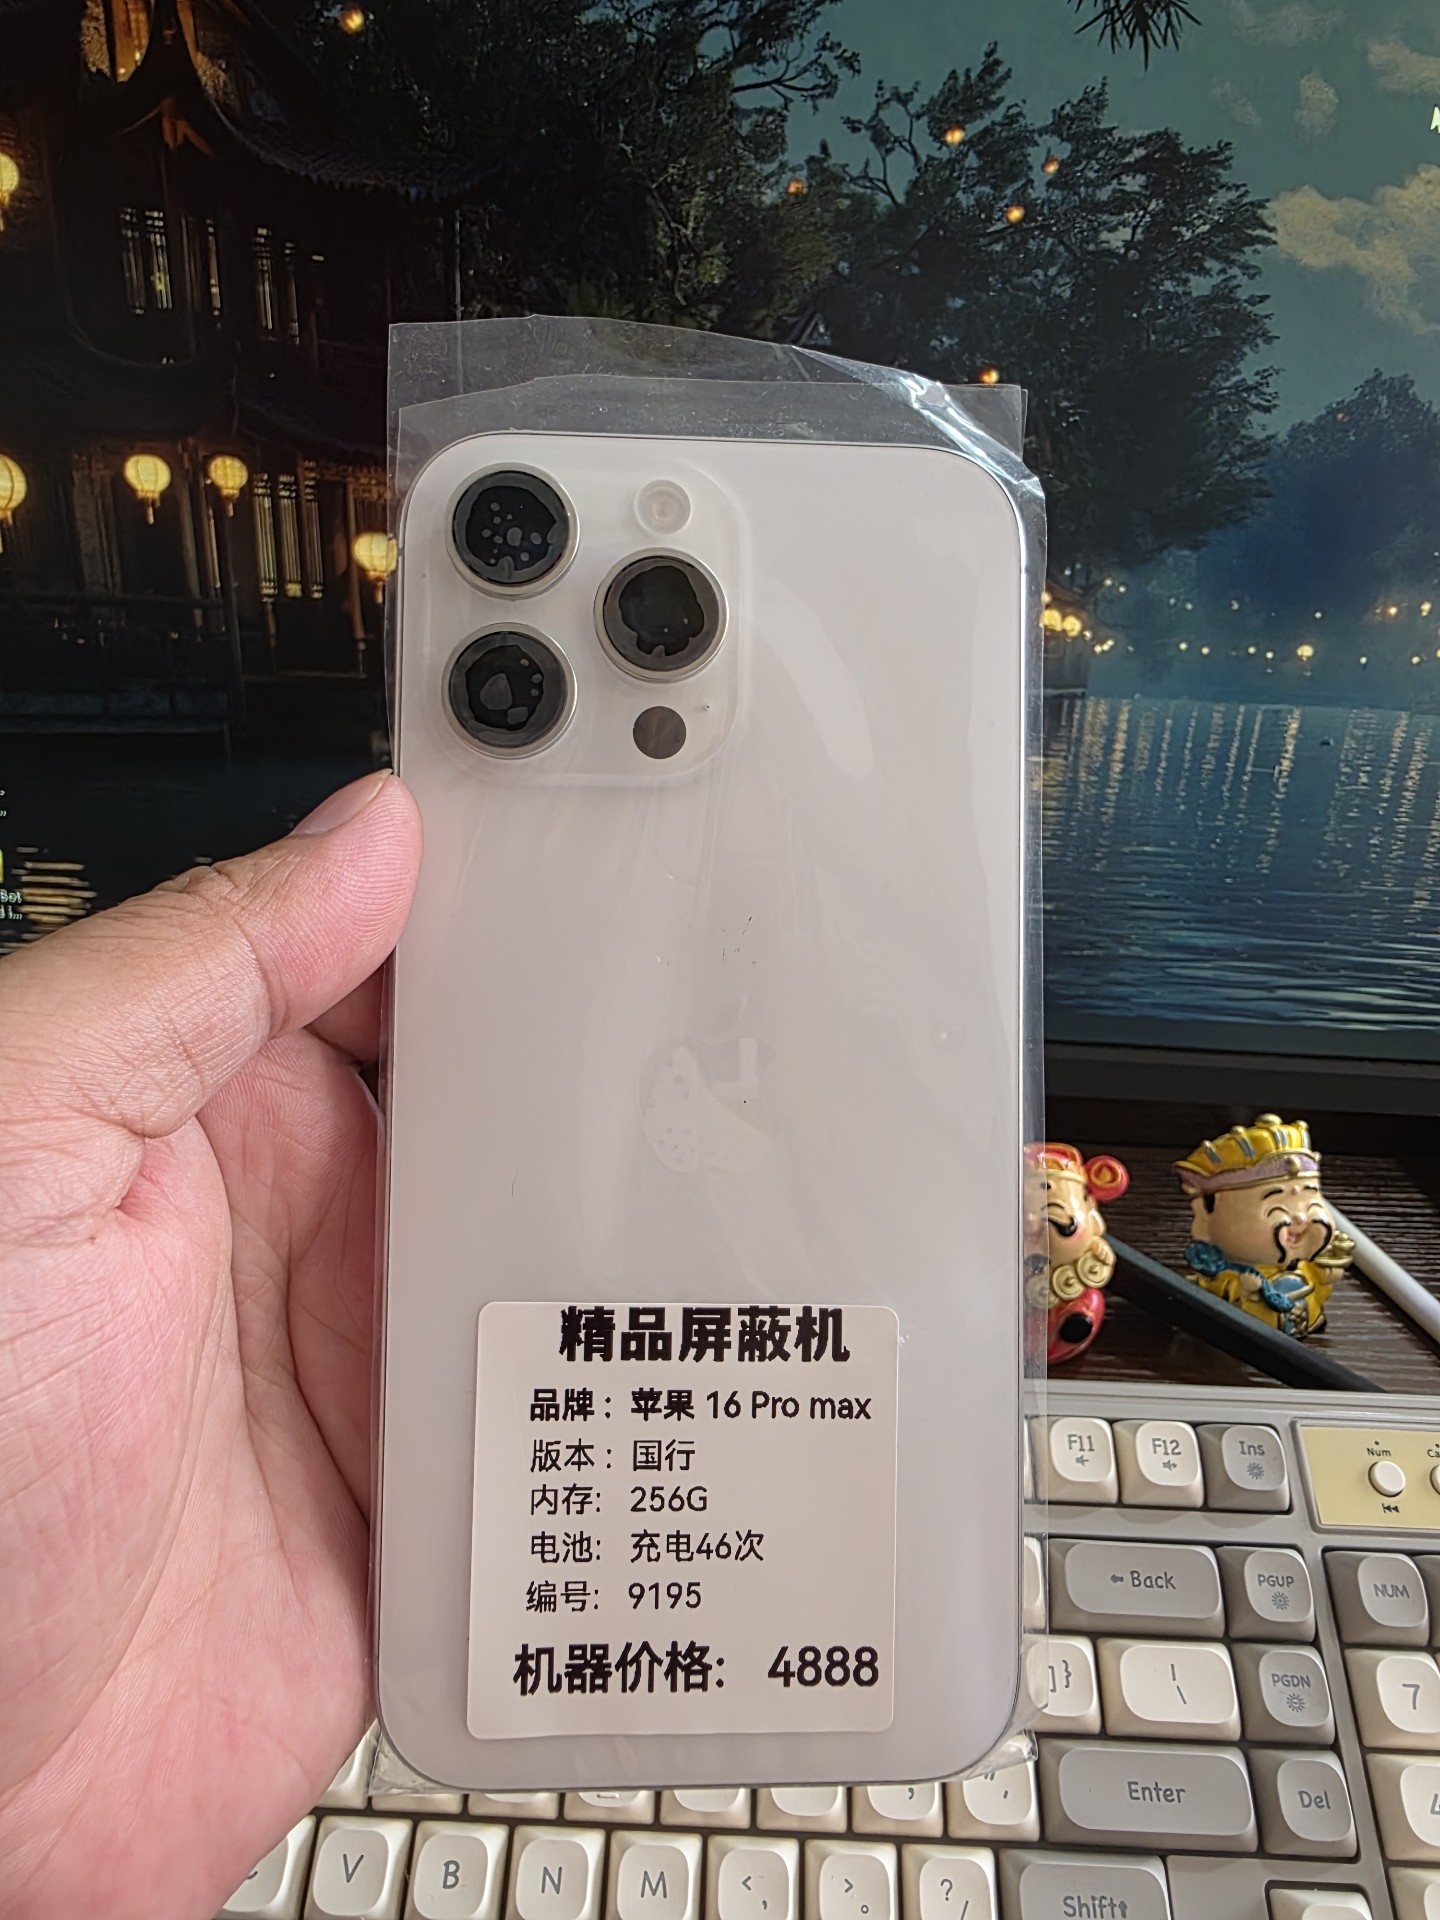 精品屏蔽机
品牌：苹果 16 Pro max
版本：国行
内存: 256G
电池: 充电46次
编号: 9195
机器价格: 4888
F11
F12
Ins
Num
Back
PGUP
NUM
]}
|
\
PGDN
7
Enter
Del
V
B
N
M
<
,
>
。
?
/
Shift⇑